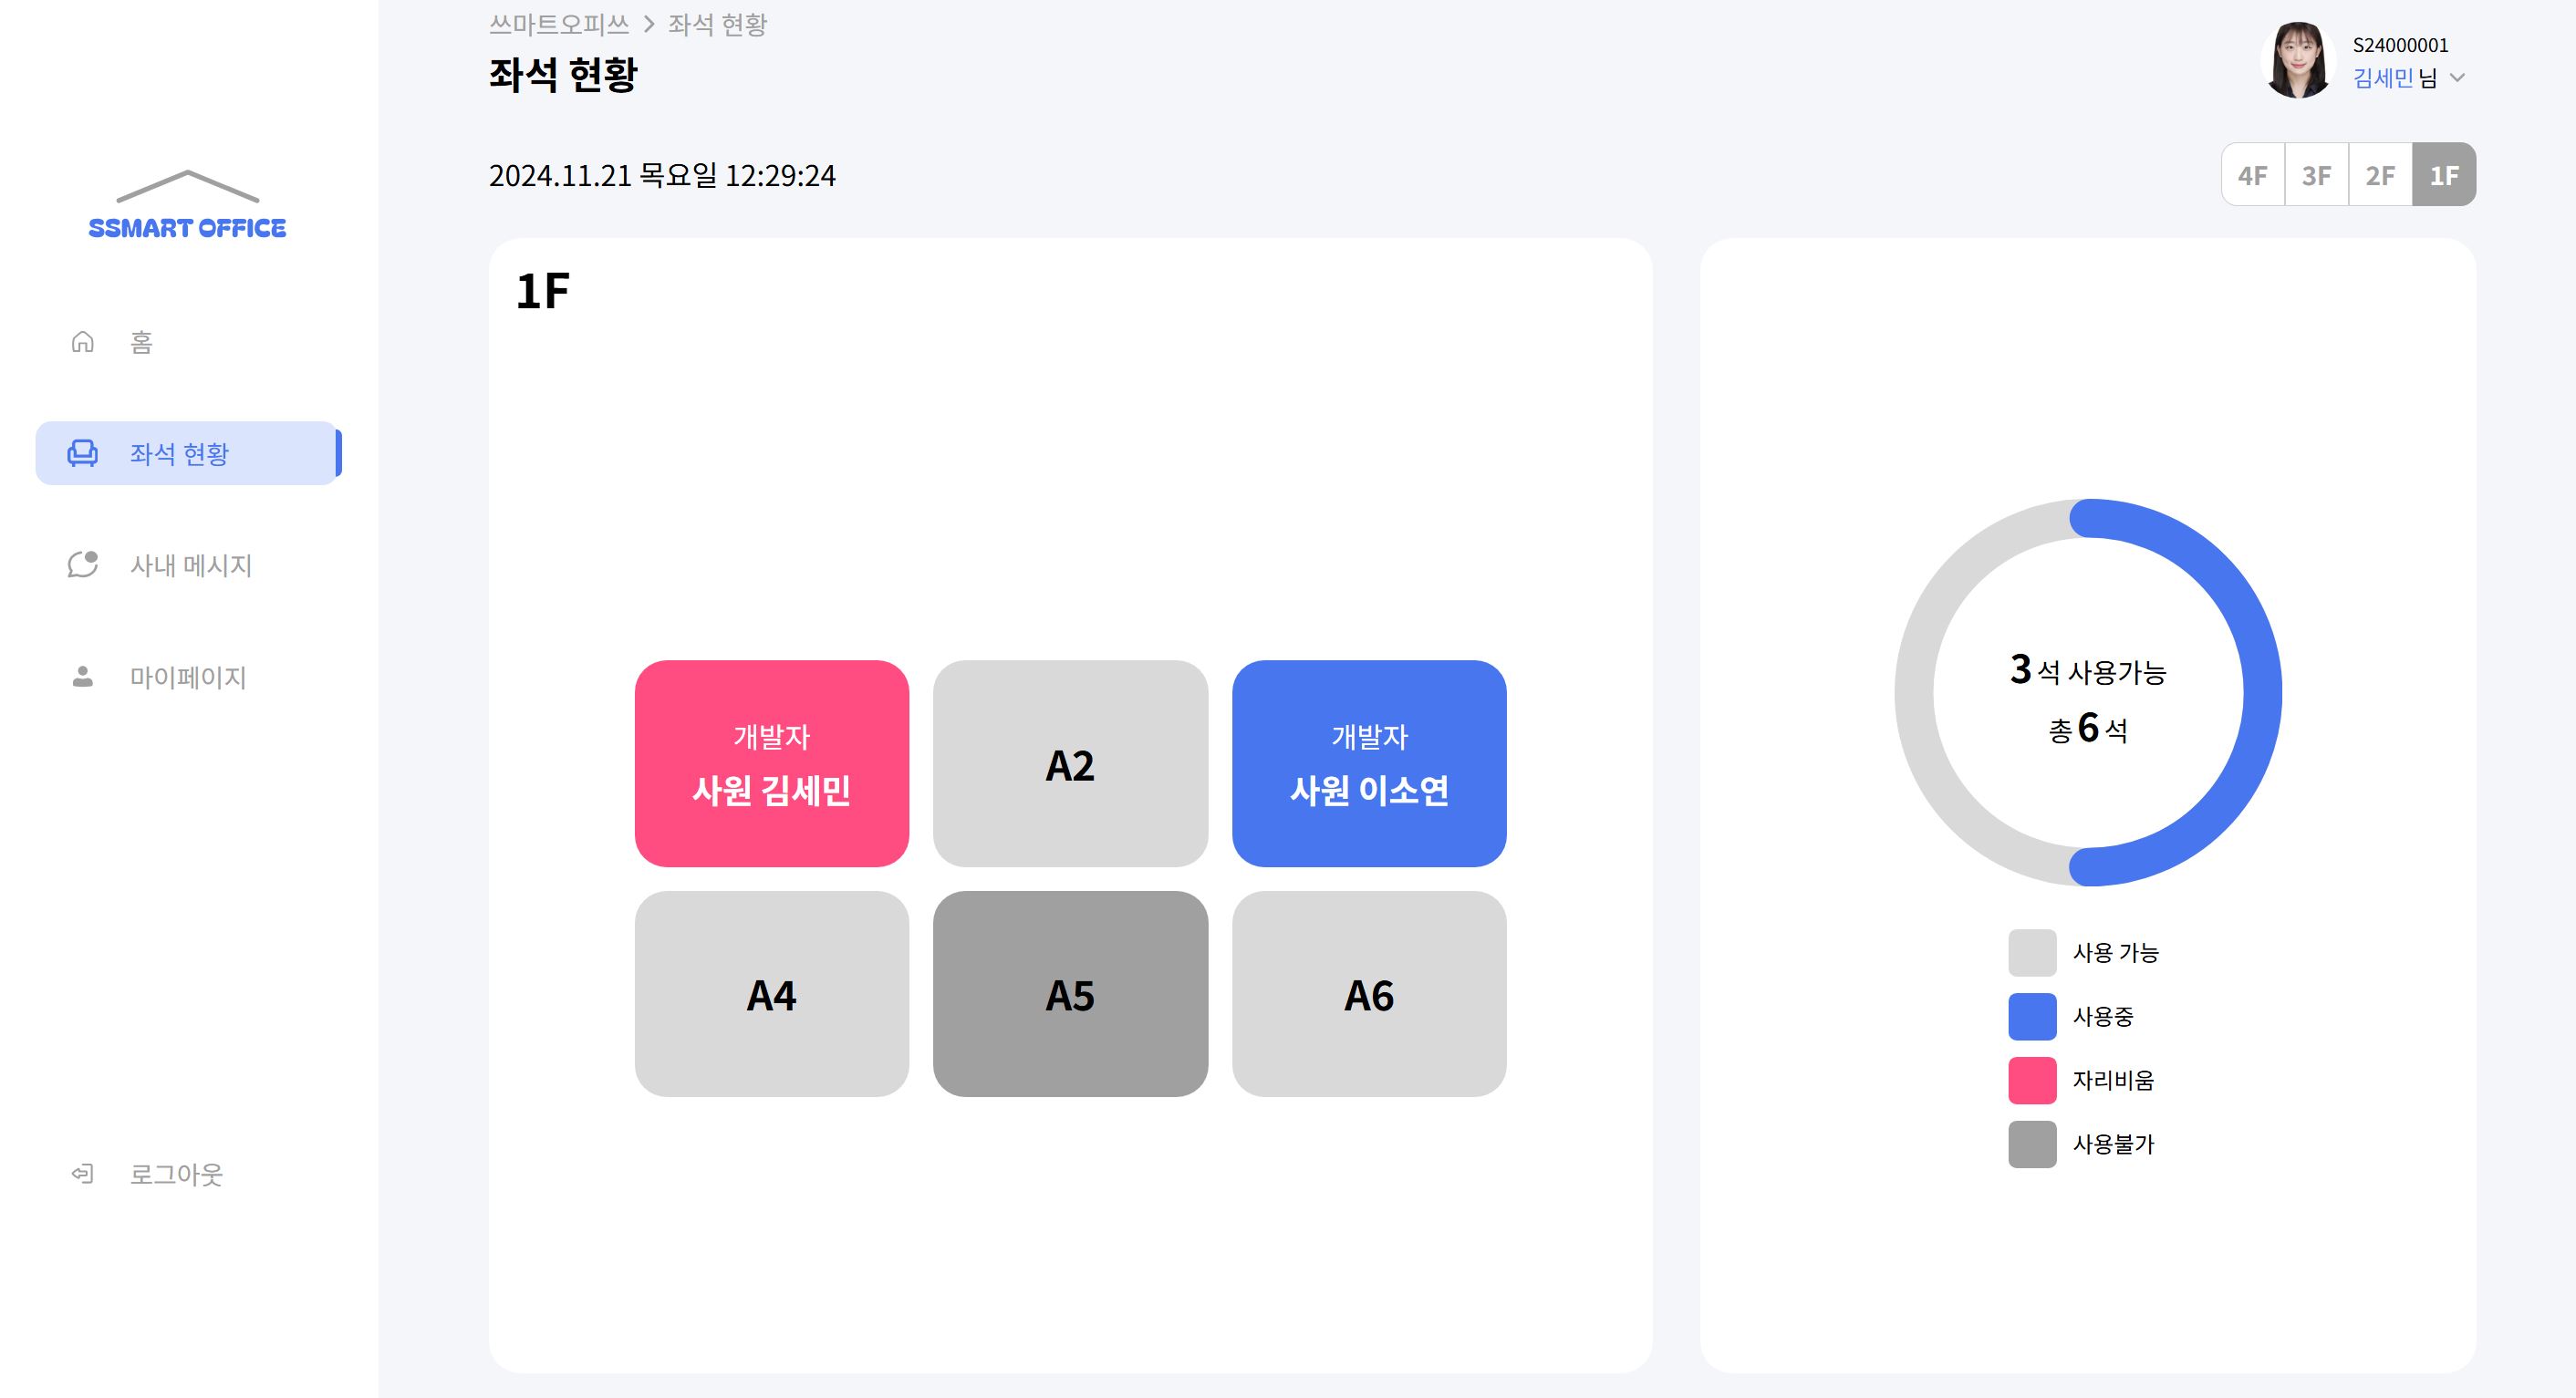 쓰마트오피쓰 > 좌석 현황
좌석 현황
S24000001
김세민 님
2024.11.21 목요일 12:29:24
4F 3F 2F 1F
SSMART OFFICE
홈
좌석 현황
사내 메시지
마이페이지
로그아웃
1F
개발자
사원 김세민
A2
개발자
사원 이소연
A4
A5
A6
3 석 사용가능
총 6 석
사용 가능
사용중
자리비움
사용불가